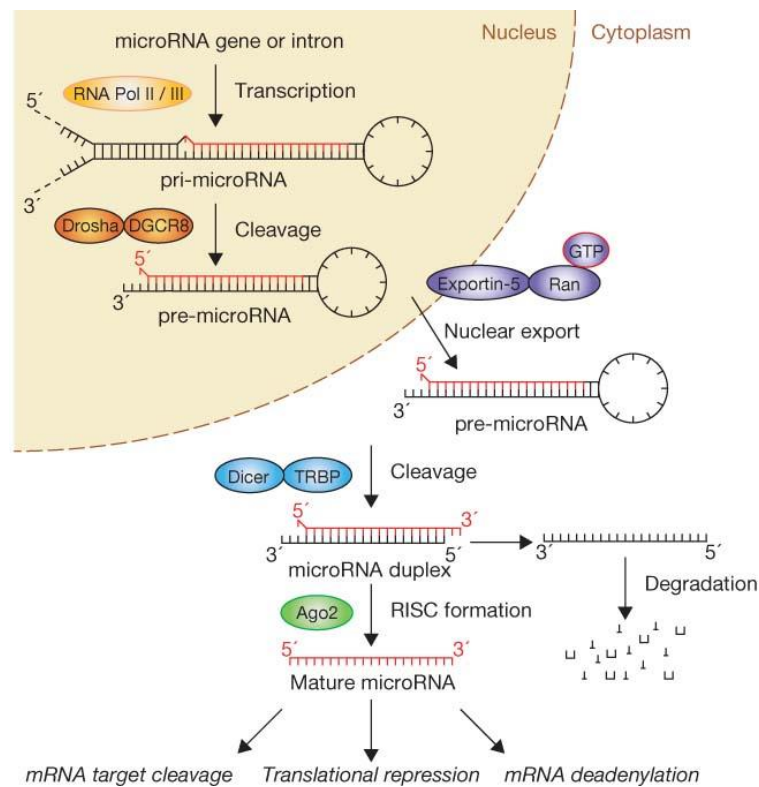 microRNA gene or intron
Nucleus
Cytoplasm
RNA Pol II / III
Transcription
5´
3´
pri-microRNA
Drosha
DGCR8
Cleavage
5´
3´
pre-microRNA
GTP
Exportin-5
Ran
Nuclear export
5´
3´
pre-microRNA
Dicer
TRBP
Cleavage
5´
3´
3´
5´
microRNA duplex
3´
5´
Degradation
Ago2
RISC formation
5´
3´
Mature microRNA
mRNA target cleavage
Translational repression
mRNA deadenylation